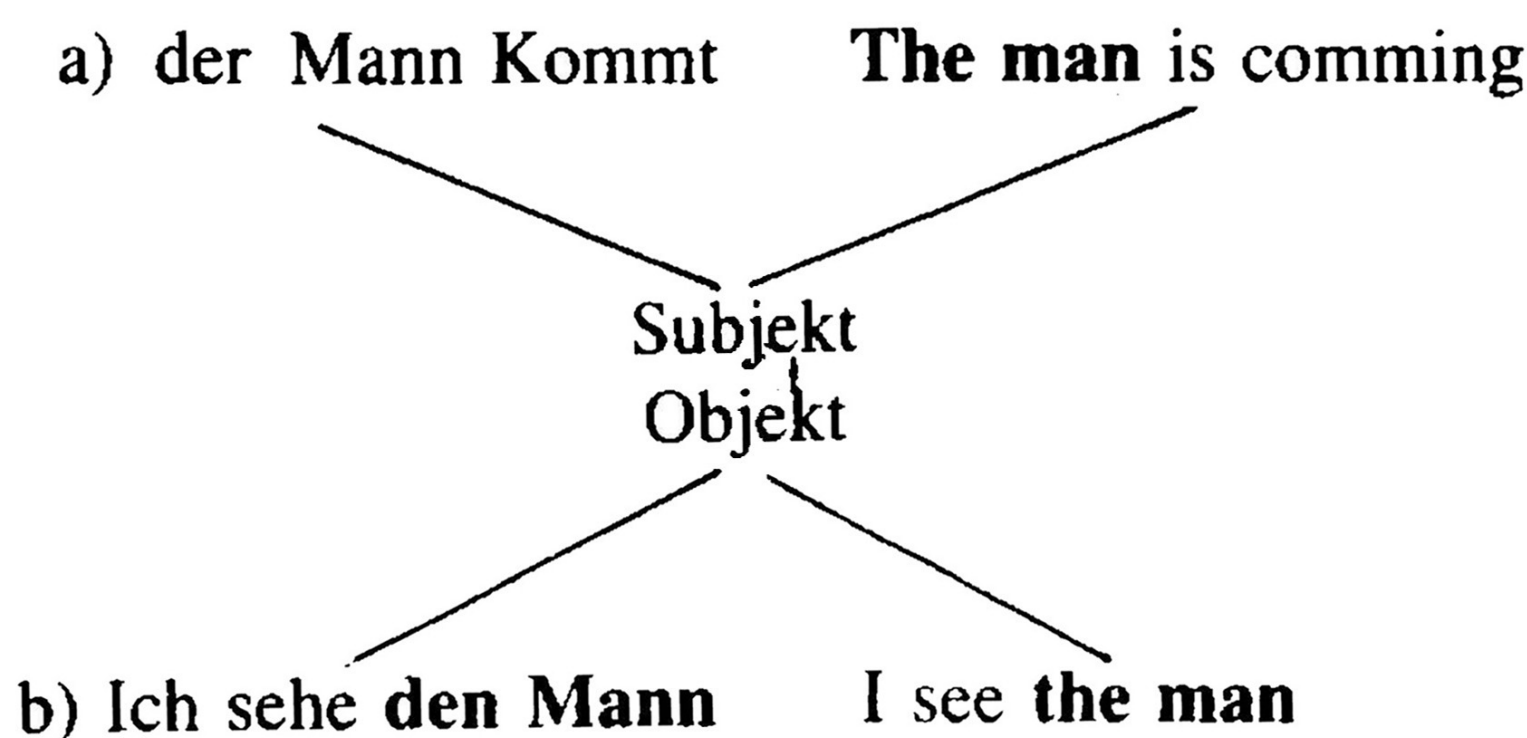 a) der Mann Kommt The man is comming
Subjekt
Objekt
b) Ich sehe den Mann I see the man